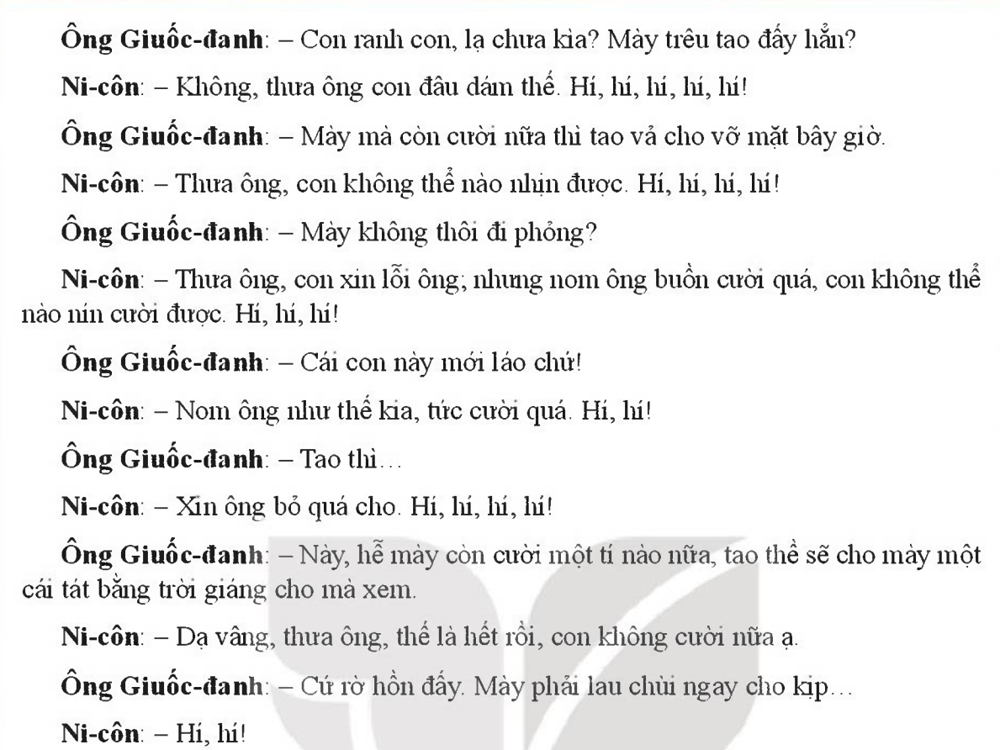 Ông Giuốc-đanh: – Con ranh con, lạ chưa kìa? Mày trêu tao đấy hẳn?
Ni-côn: – Không, thưa ông con đâu dám thế. Hí, hí, hí, hí, hí!
Ông Giuốc-đanh: – Mày mà còn cười nữa thì tao vả cho vỡ mặt bây giờ.
Ni-côn: – Thưa ông, con không thể nào nhịn được. Hí, hí, hí, hí!
Ông Giuốc-đanh: – Mày không thôi đi phỏng?
Ni-côn: – Thưa ông, con xin lỗi ông; nhưng nom ông buồn cười quá, con không thể
nào nín cười được. Hí, hí, hí!
Ông Giuốc-đanh: – Cái con này mới láo chứ!
Ni-côn: – Nom ông như thế kia, tức cười quá. Hí, hí!
Ông Giuốc-đanh: – Tao thì…
Ni-côn: – Xin ông bỏ quá cho. Hí, hí, hí, hí!
Ông Giuốc-đanh: – Này, hễ mày còn cười một tí nào nữa, tao thề sẽ cho mày một
cái tát bằng trời giáng cho mà xem.
Ni-côn: – Dạ vâng, thưa ông, thế là hết rồi, con không cười nữa ạ.
Ông Giuốc-đanh: – Cứ rờ hồn đấy. Mày phải lau chùi ngay cho kịp…
Ni-côn: – Hí, hí!